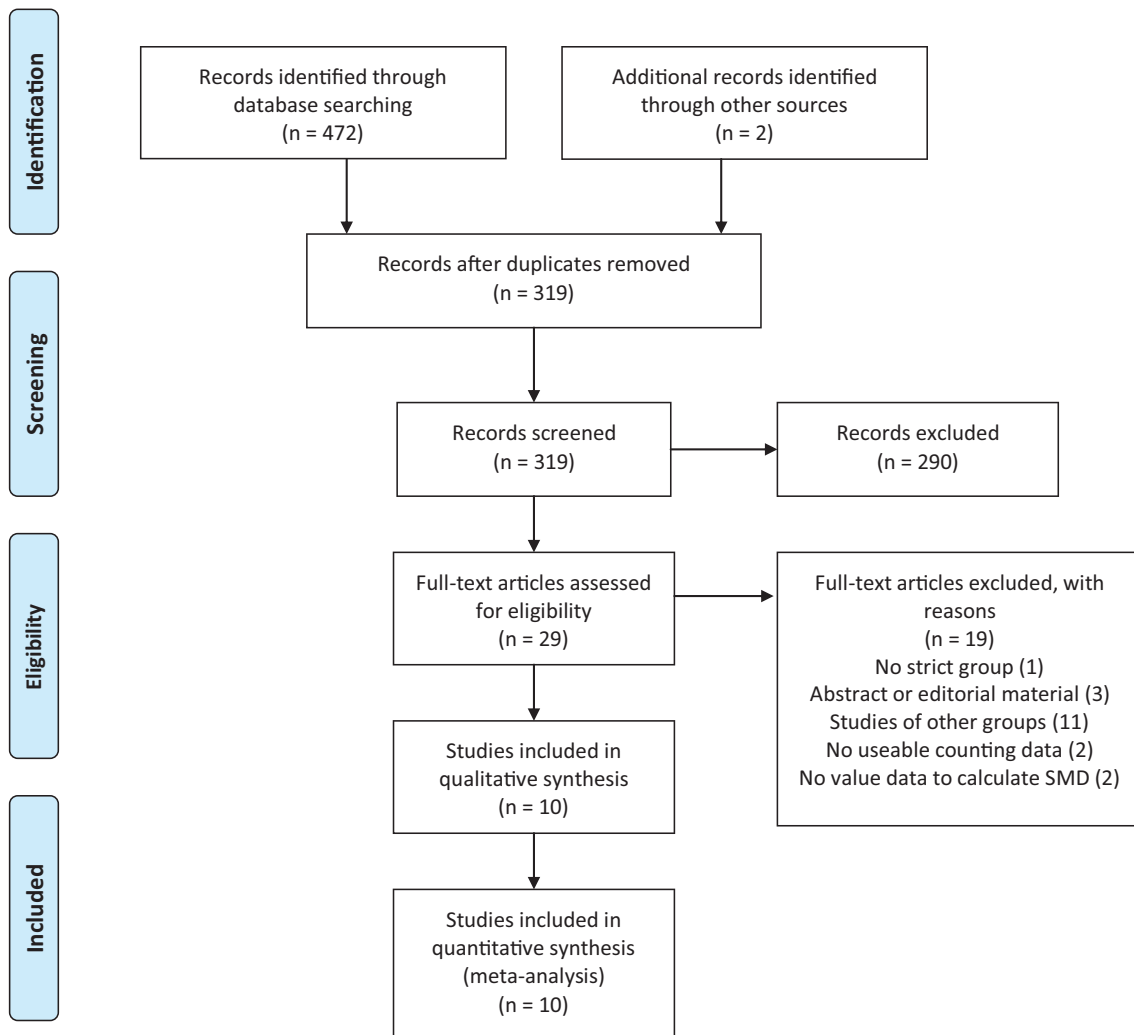 Identification
Records identified through
database searching
(n = 472)
Additional records identified
through other sources
(n = 2)
Records after duplicates removed
(n = 319)
Screening
Records screened
(n = 319)
Records excluded
(n = 290)
Eligibility
Full-text articles assessed
for eligibility
(n = 29)
Full-text articles excluded, with
reasons
(n = 19)
No strict group (1)
Abstract or editorial material (3)
Studies of other groups (11)
No useable counting data (2)
No value data to calculate SMD (2)
Studies included in
qualitative synthesis
(n = 10)
Included
Studies included in
quantitative synthesis
(meta-analysis)
(n = 10)